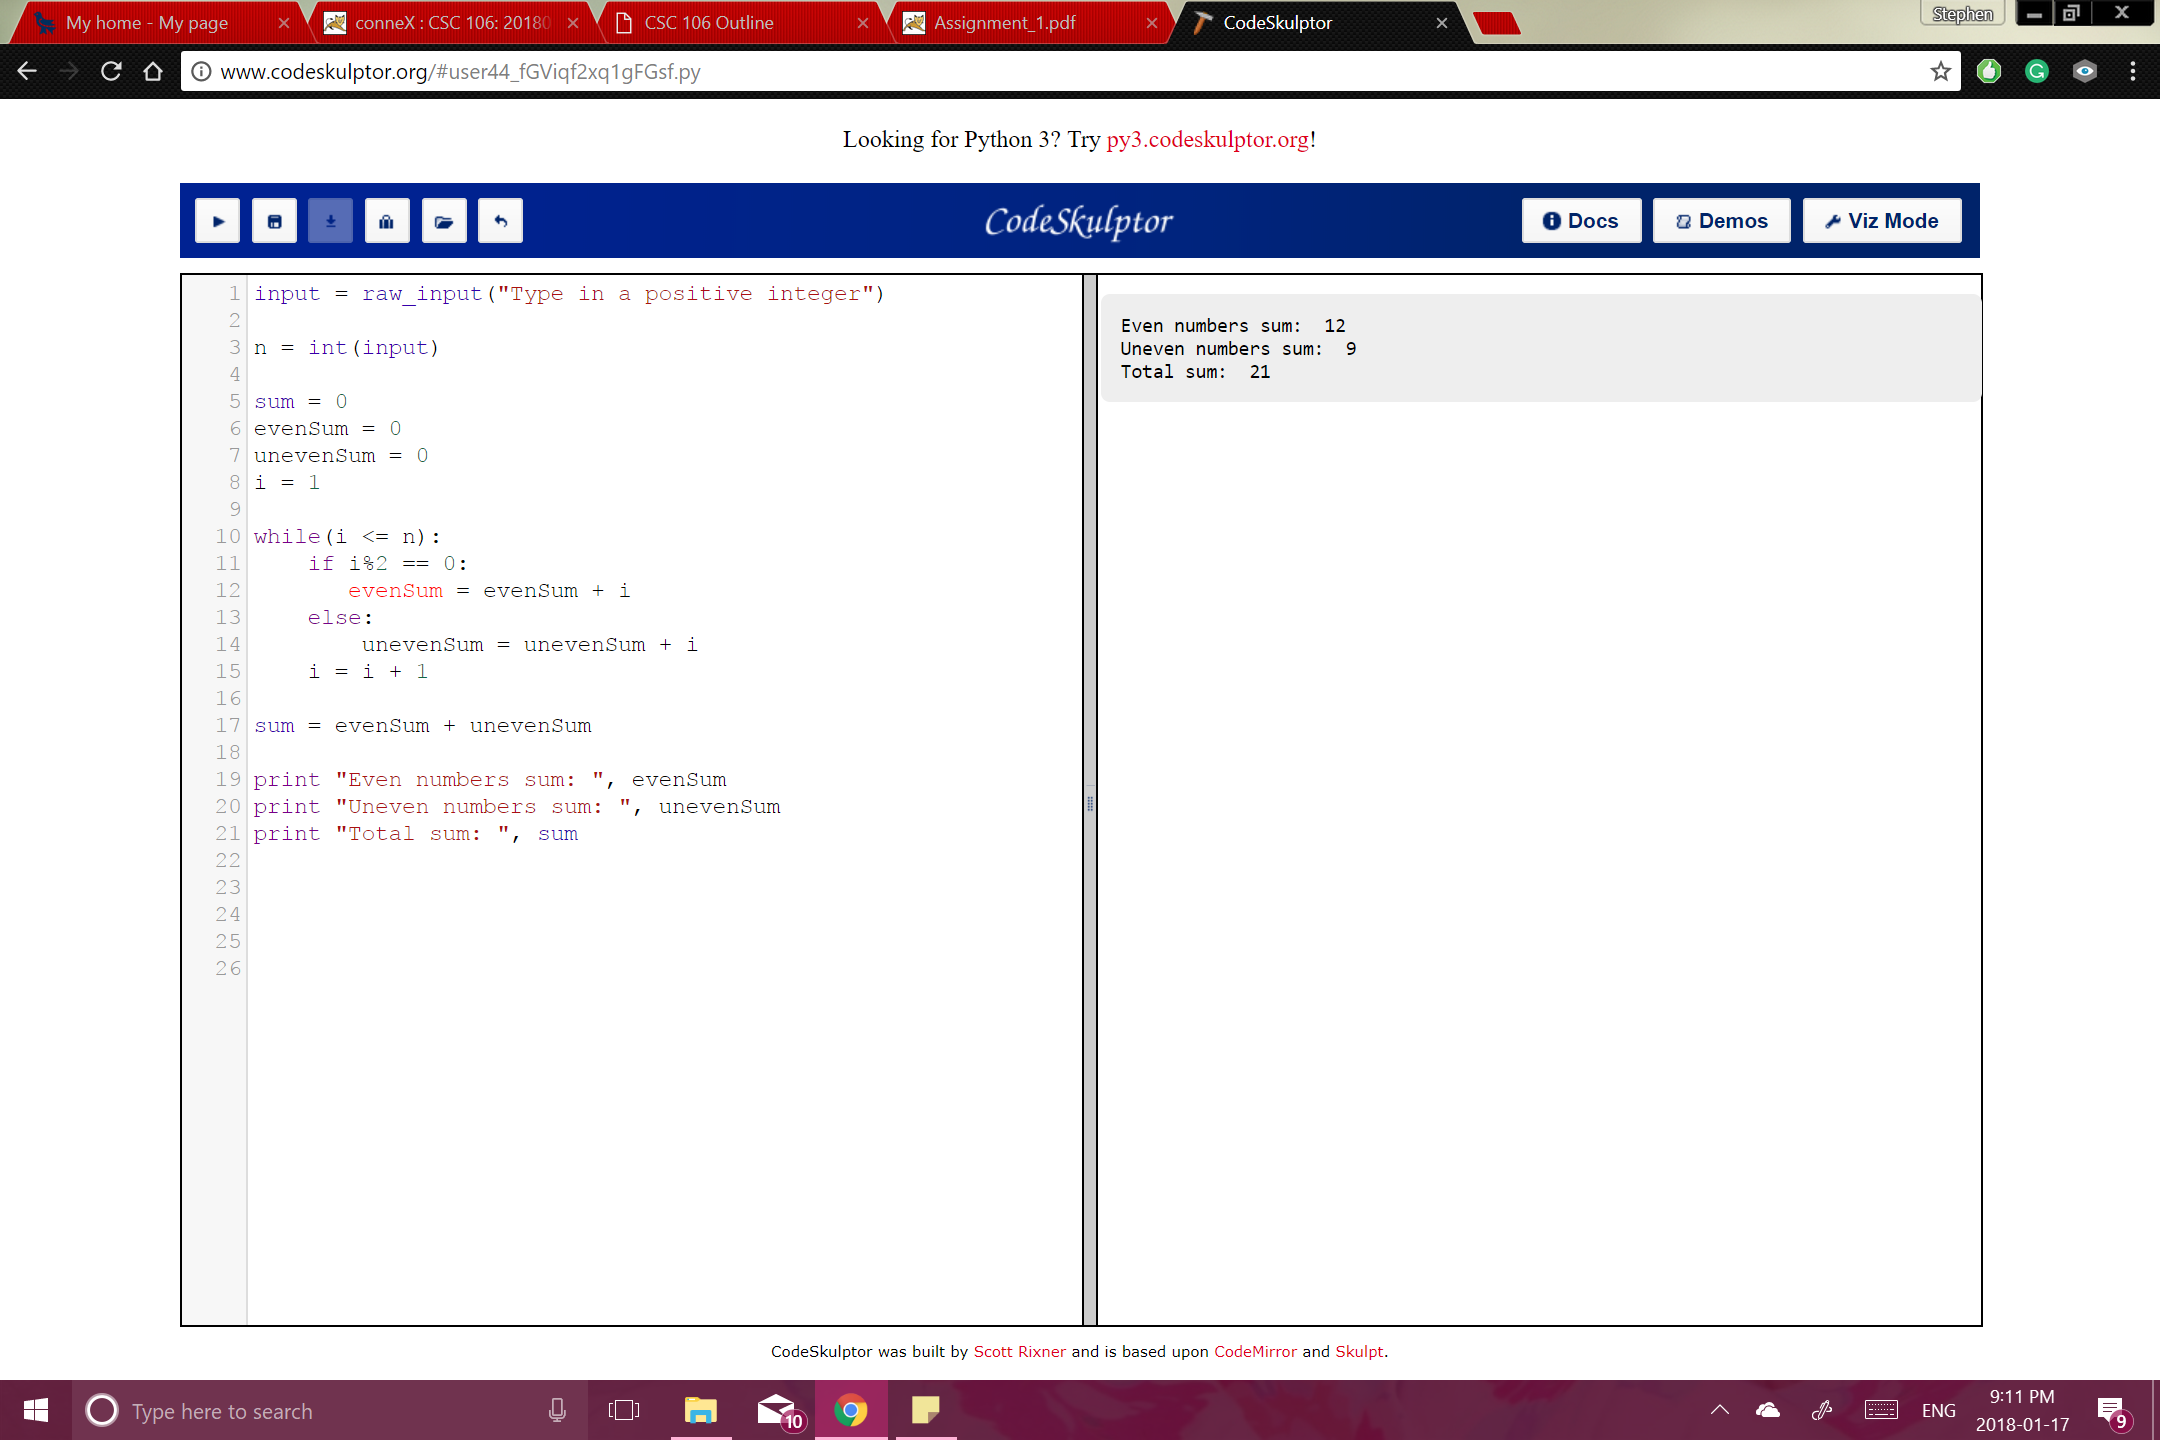 My home - My page
conneX : CSC 106: 20180
CSC 106 Outline
Assignment_1.pdf
CodeSkulptor
Stephen
www.codeskulptor.org/#user44_fGViqf2xq1gFGsf.py
Looking for Python 3? Try py3.codeskulptor.org!
CodeSkulptor
Docs
Demos
Viz Mode
1 input = raw_input("Type in a positive integer")
2
3 n = int(input)
4
5 sum = 0
6 evenSum = 0
7 unevenSum = 0
8 i = 1
9
10 while(i <= n):
11     if i%2 == 0:
12        evenSum = evenSum + i
13     else:
14         unevenSum = unevenSum + i
15     i = i + 1
16
17 sum = evenSum + unevenSum
18
19 print "Even numbers sum: ", evenSum
20 print "Uneven numbers sum: ", unevenSum
21 print "Total sum: ", sum
22
23
24
25
26
Even numbers sum:  12
Uneven numbers sum:  9
Total sum:  21
CodeSkulptor was built by Scott Rixner and is based upon CodeMirror and Skulpt.
Type here to search
10
ENG
9:11 PM
2018-01-17
9